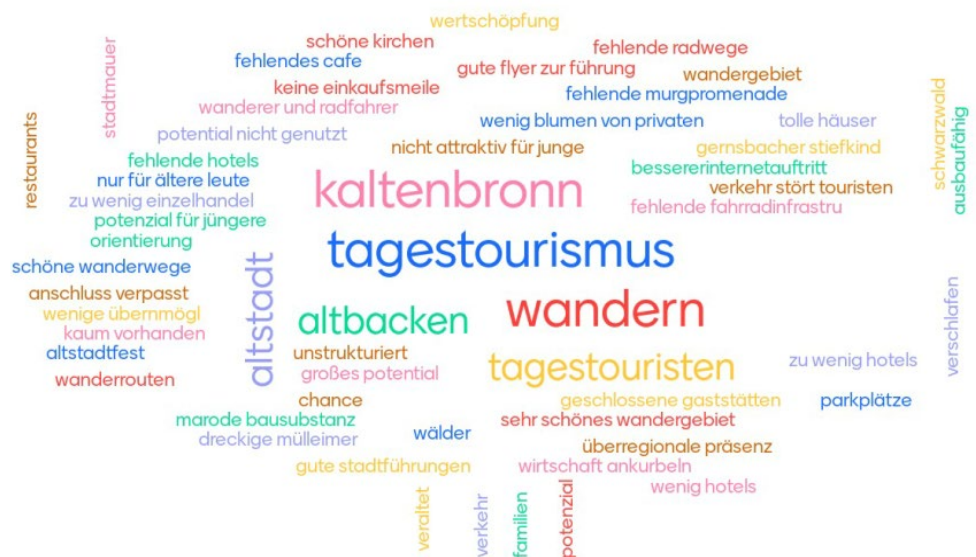 wertschöpfung
schöne kirchen
fehlende radwege
fehlendes cafe
gute flyer zur führung
wandergebiet
keine einkaufsmeile
fehlende murgpromenade
wanderer und radfahrer
stadtmauer
restaurants
wenig blumen von privaten
tolle häuser
schwarzwald
ausbaufähig
potential nicht genutzt
nicht attraktiv für junge
gernsbacher stiefkind
fehlende hotels
bessererinternetauftritt
nur für ältere leute
kaltenbronn
verkehr stört touristen
zu wenig einzelhandel
fehlende fahrradinfrastru
potenzial für jüngere
orientierung
tagestourismus
schöne wanderwege
altstadt
anschluss verpasst
wandern
wenige übernmögl
altbacken
verschlafen
kaum vorhanden
altstadtfest
unstrukturiert
zu wenig hotels
wanderrouten
großes potential
tagestouristen
chance
geschlossene gaststätten
parkplätze
marode bausubstanz
sehr schönes wandergebiet
dreckige mülleimer
wälder
überregionale präsenz
gute stadtführungen
wirtschaft ankurbeln
wenig hotels
veraltet
verkehr
familien
potenzial